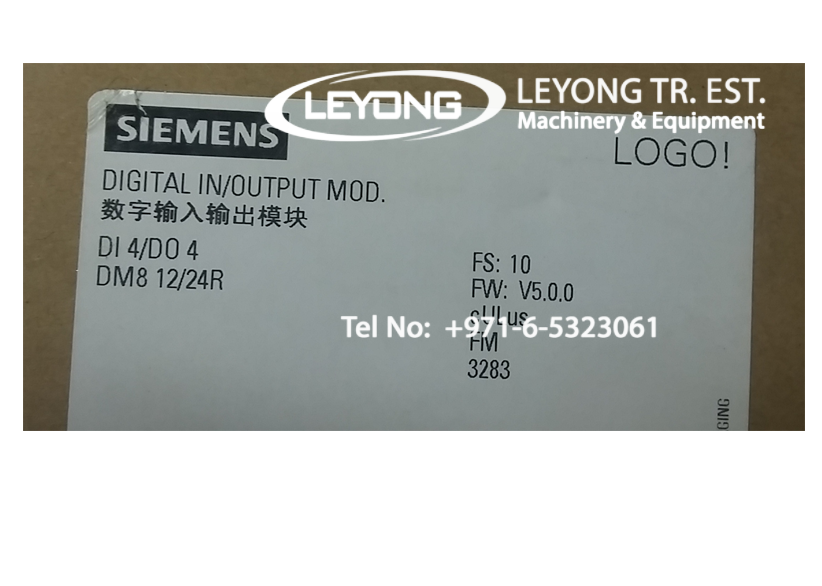 LEYONG
LEYONG TR. EST.
Machinery & Equipment
SIEMENS
LOGO!
DIGITAL IN/OUTPUT MOD.
数字输入输出模块
DI 4/DO 4
DM8 12/24R
FS: 10
FW: V5.0.0
cULus
Tel No: +971-6-5323061
FM
3283
GING